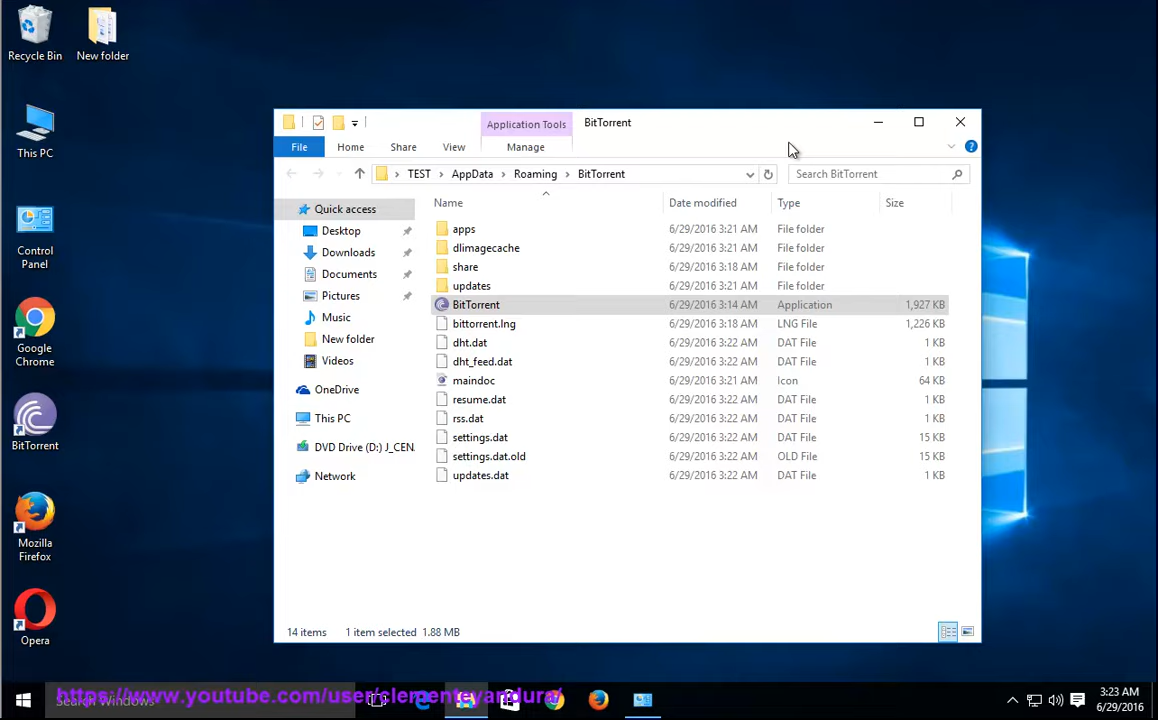 Recycle Bin
New folder
This PC
Control
Panel
Google
Chrome
BitTorrent
Mozilla
Firefox
Opera
Application Tools
BitTorrent
File
Home
Share
View
Manage
TEST
AppData
Roaming
BitTorrent
Search BitTorrent
Quick access
Desktop
Downloads
Documents
Pictures
Music
New folder
Videos
OneDrive
This PC
DVD Drive (D:) J_CEN
Network
Name Date modified Type Size
apps 6/29/2016 3:21 AM File folder
dlimagecache 6/29/2016 3:21 AM File folder
share 6/29/2016 3:18 AM File folder
updates 6/29/2016 3:21 AM File folder
BitTorrent 6/29/2016 3:14 AM Application 1,927 KB
bittorrent.lng 6/29/2016 3:18 AM LNG File 1,226 KB
dht.dat 6/29/2016 3:22 AM DAT File 1 KB
dht_feed.dat 6/29/2016 3:22 AM DAT File 1 KB
maindoc 6/29/2016 3:21 AM Icon 64 KB
resume.dat 6/29/2016 3:22 AM DAT File 1 KB
rss.dat 6/29/2016 3:22 AM DAT File 1 KB
settings.dat 6/29/2016 3:22 AM DAT File 15 KB
settings.dat.old 6/29/2016 3:22 AM OLD File 15 KB
updates.dat 6/29/2016 3:22 AM DAT File 1 KB
14 items 1 item selected 1.88 MB
https://www.youtube.com/user/clementeyandura/
Search Windows
3:23 AM
6/29/2016